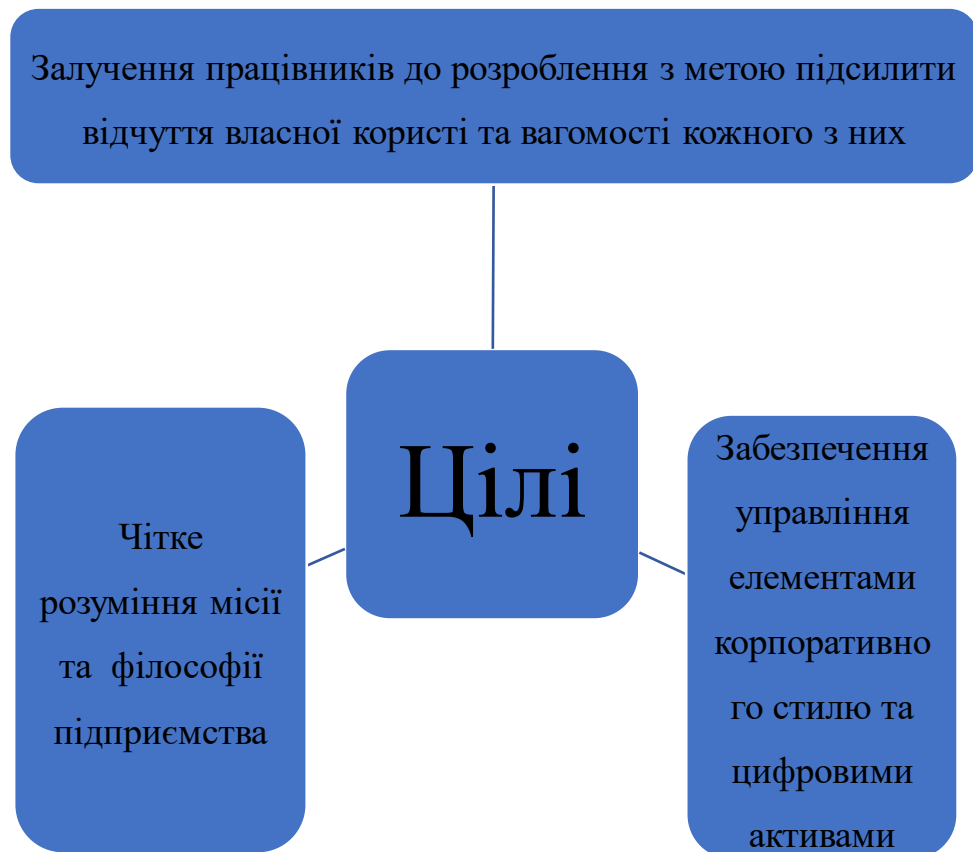 Залучення працівників до розроблення з метою підсилити
відчуття власної користі та вагомості кожного з них
Цілі
Чітке
розуміння місії
та філософії
підприємства
Забезпечення
управління
елементами
корпоративно
го стилю та
цифровими
активами